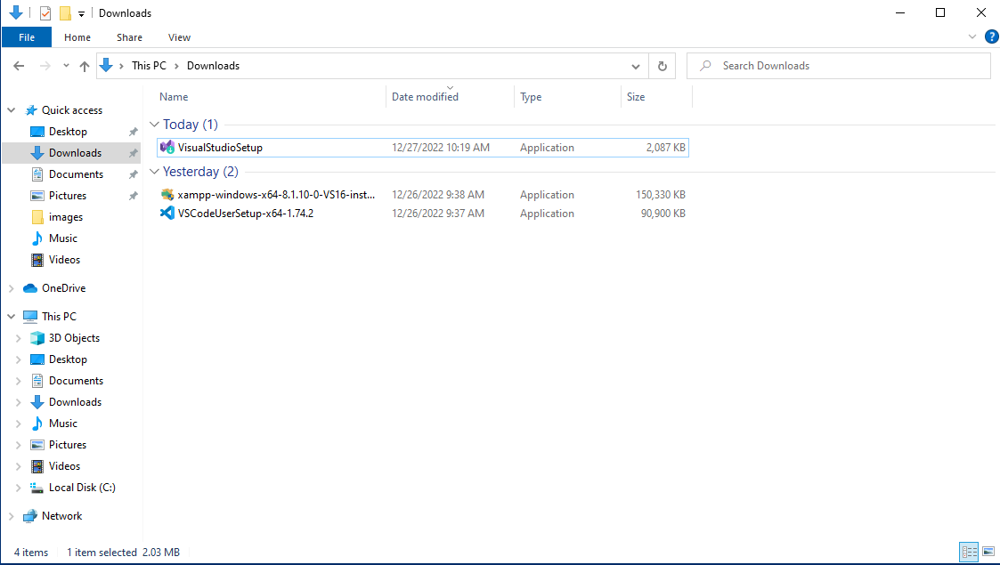 Downloads
File Home Share View
This PC Downloads
Search Downloads
Name Date modified Type Size
Quick access
Desktop
Downloads
Documents
Pictures
images
Music
Videos
OneDrive
This PC
3D Objects
Desktop
Documents
Downloads
Music
Pictures
Videos
Local Disk (C:)
Network
Today (1)
VisualStudioSetup 12/27/2022 10:19 AM Application 2,087 KB
Yesterday (2)
xampp-windows-x64-8.1.10-0-VS16-inst... 12/26/2022 9:38 AM Application 150,330 KB
VSCodeUserSetup-x64-1.74.2 12/26/2022 9:37 AM Application 90,900 KB
4 items 1 item selected 2.03 MB